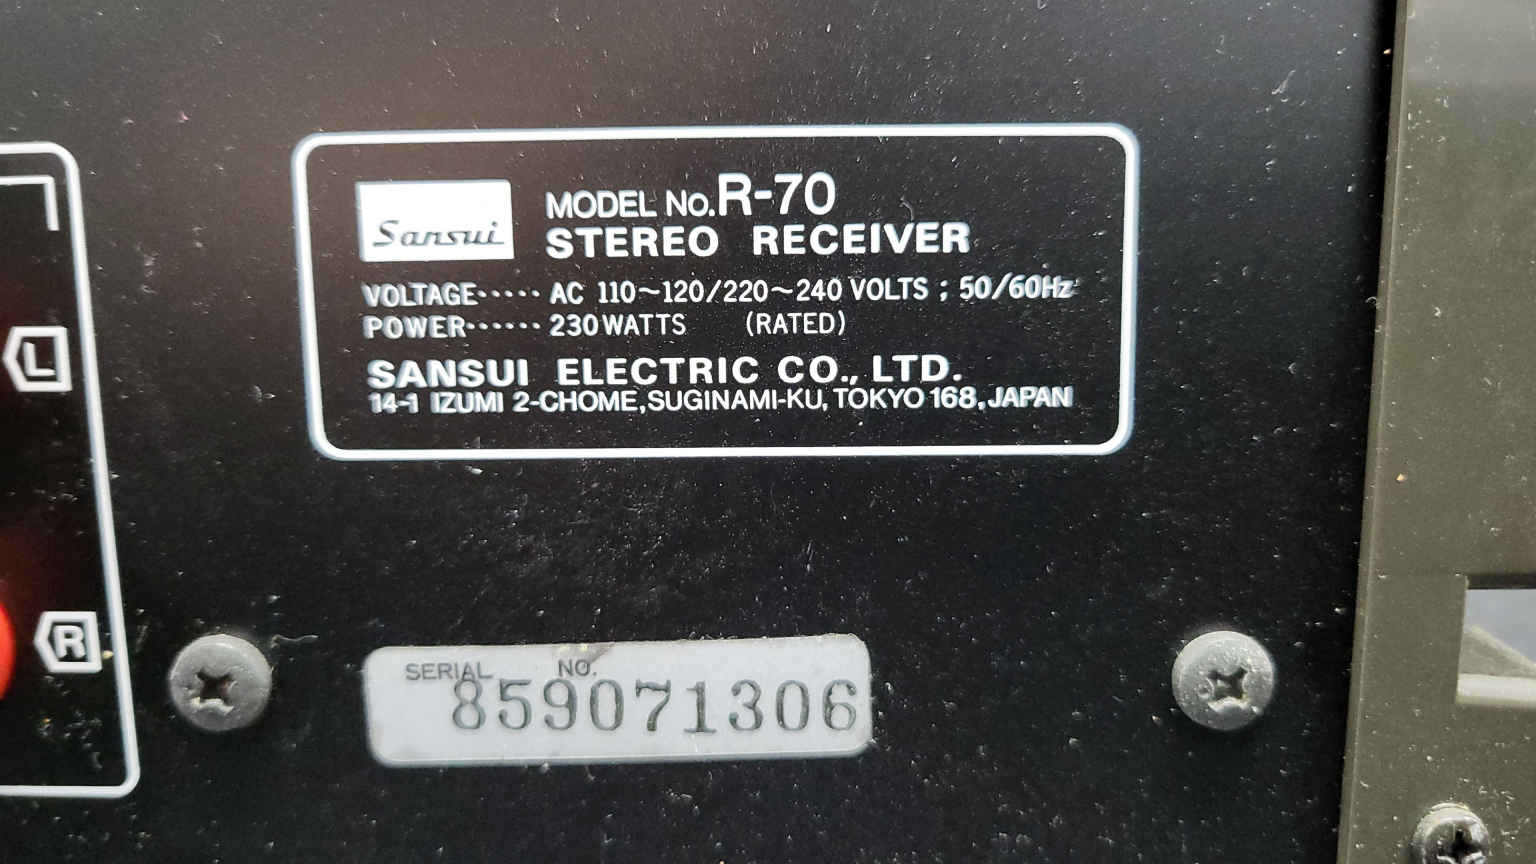 Sansui
MODEL No. R-70
STEREO RECEIVER
VOLTAGE····· AC 110~120/220~240 VOLTS ; 50/60Hz
POWER······ 230 WATTS (RATED)
SANSUI ELECTRIC CO., LTD.
14-1 IZUMI 2-CHOME, SUGINAMI-KU, TOKYO 168, JAPAN
L
R
SERIAL NO.
859071306